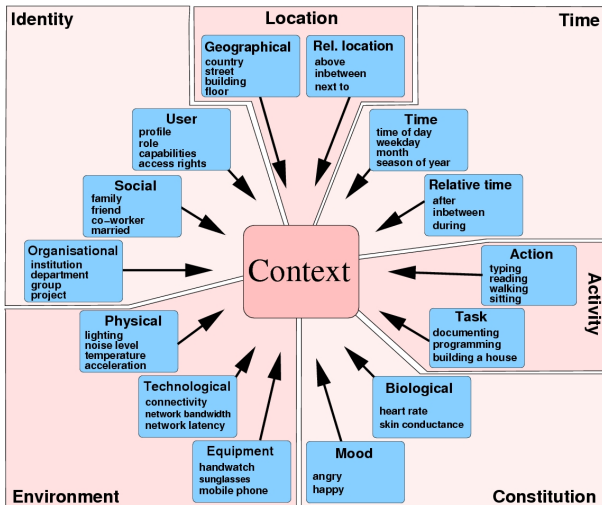 Identity
Location
Time
Geographical
country
street
building
floor
Rel. location
above
inbetween
next to
User
profile
role
capabilities
access rights
Time
time of day
weekday
month
season of year
Social
family
friend
co-worker
married
Relative time
after
inbetween
during
Organisational
institution
department
group
project
Context
Action
typing
reading
walking
sitting
Activity
Physical
lighting
noise level
temperature
acceleration
Task
documenting
programming
building a house
Technological
connectivity
network bandwidth
network latency
Biological
heart rate
skin conductance
Equipment
handwatch
sunglasses
mobile phone
Mood
angry
happy
Environment
Constitution